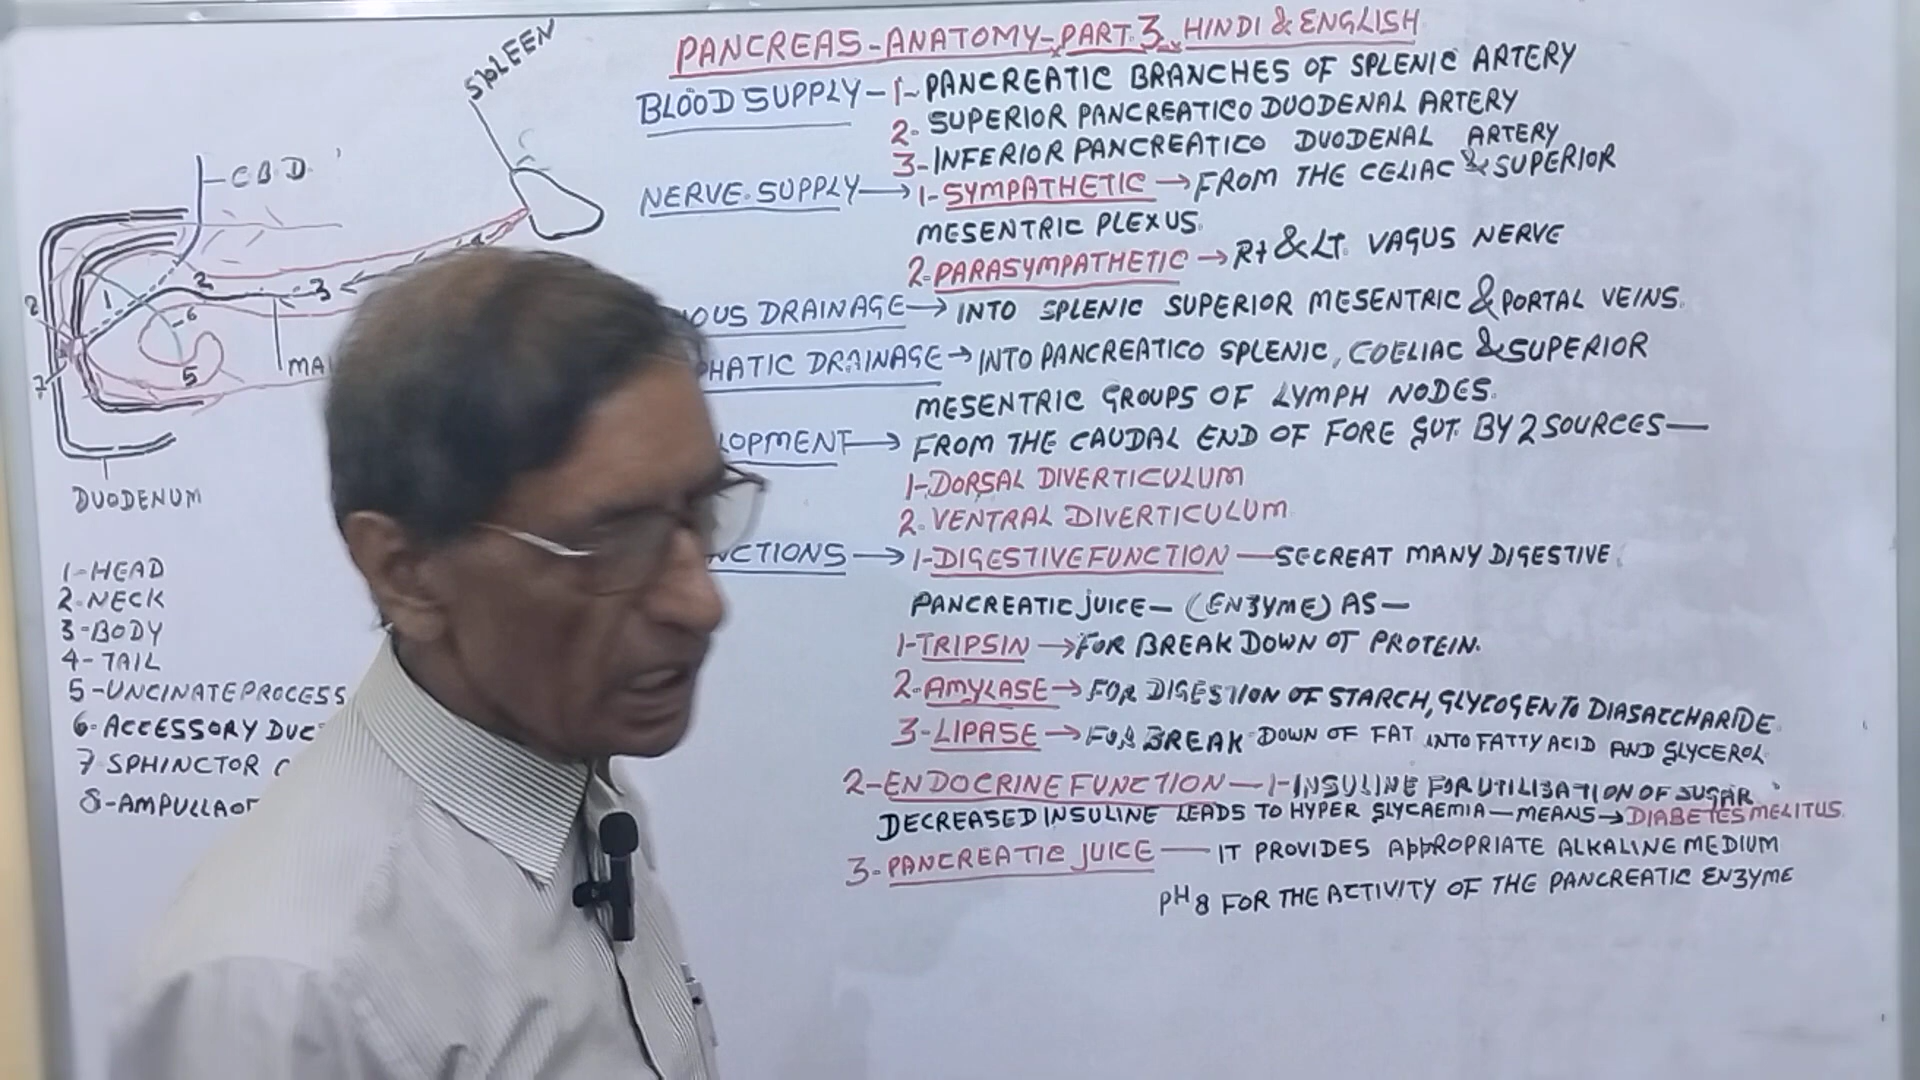 PANCREAS-ANATOMY-PART.3 HINDI & ENGLISH
BLOOD SUPPLY-1-PANCREATIC BRANCHES OF SPLENIC ARTERY
2. SUPERIOR PANCREATICO DUODENAL ARTERY
3-INFERIOR PANCREATICO DUODENAL ARTERY
NERVE.SUPPLY→1-SYMPATHETIC→FROM THE CELIAC & SUPERIOR
MESENTRIC PLEXUS.
2-PARASYMPATHETIC→Rt & LT. VAGUS NERVE
OUS DRAINAGE→INTO SPLENIC SUPERIOR MESENTRIC & PORTAL VEINS.
HATIC DRAINAGE→INTO PANCREATICO SPLENIC, COELIAC & SUPERIOR
MESENTRIC GROUPS OF LYMPH NODES.
LOPMENT→FROM THE CAUDAL END OF FORE GUT. BY 2 SOURCES—
1-DORSAL DIVERTICULUM
2. VENTRAL DIVERTICULUM
NCTIONS→1-DIGESTIVE FUNCTION—SECREAT MANY DIGESTIVE
PANCREATIC JUICE—(ENZYME) AS—
1-TRIPSIN→FOR BREAK DOWN OT PROTEIN.
2-AMYLASE→FOR DIGESTION OF STARCH, GLYCOGEN TO DIASACCHARIDE
3-LIPASE→FOR BREAK DOWN OF FAT INTO FATTY ACID AND GLYCEROL
2-ENDOCRINE FUNCTION—1-INSULINE FOR UTILISATION OF SUGAR
DECREASED INSULINE LEADS TO HYPER GLYCAEMIA—MEANS→DIABETES MELITUS.
3-PANCREATIC JUICE—IT PROVIDES APPROPRIATE ALKALINE MEDIUM
PH 8 FOR THE ACTIVITY OF THE PANCREATIC ENZYME
SPLEEN
C.B.D.
4
2
3
8
1
6
MAI
5
7
DUODENUM
1-HEAD
2-NECK
3-BODY
4-TAIL
5-UNCINATE PROCESS
6-ACCESSORY DUC
7 SPHINCTOR O
8-AMPULLA OF